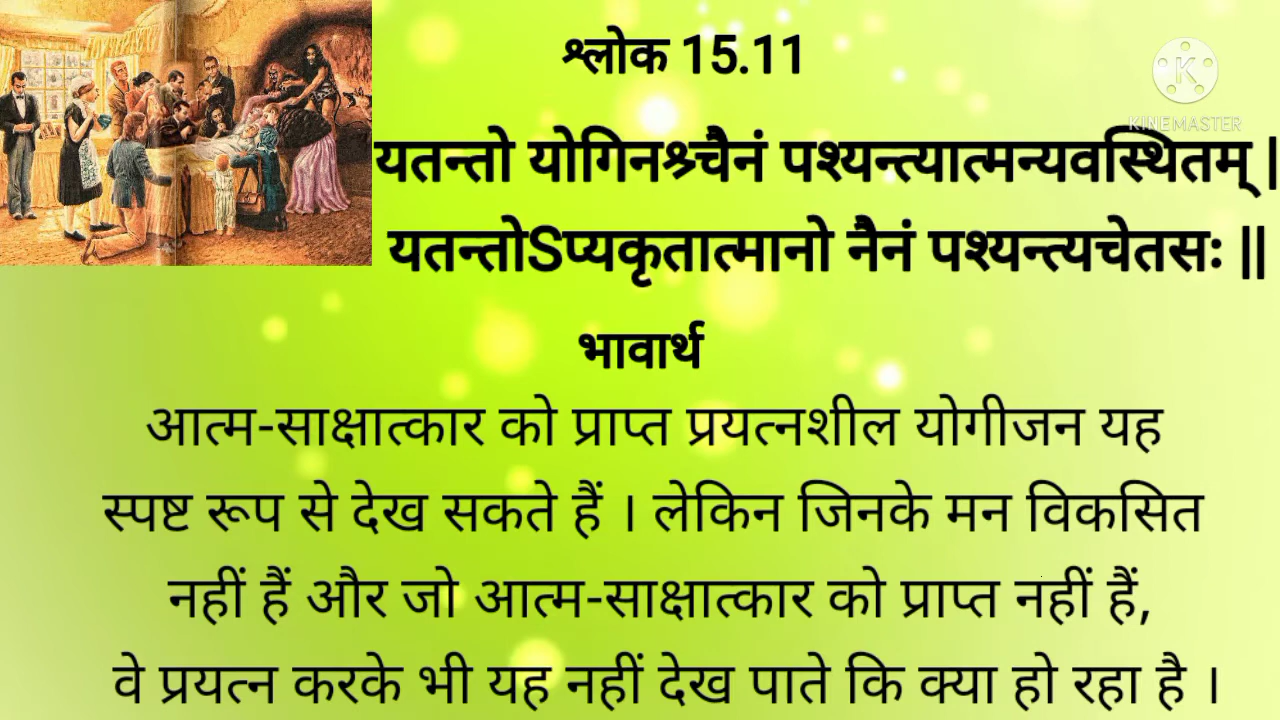 श्लोक 15.11
K
KINEMASTER
यतन्तो योगिनश्र्चैनं पश्यन्त्यात्मन्यवस्थितम् |
यतन्तोSप्यकृतात्मानो नैनं पश्यन्त्यचेतसः ||
भावार्थ
आत्म-साक्षात्कार को प्राप्त प्रयत्नशील योगीजन यह
स्पष्ट रूप से देख सकते हैं । लेकिन जिनके मन विकसित
नहीं हैं और जो आत्म-साक्षात्कार को प्राप्त नहीं हैं,
वे प्रयत्न करके भी यह नहीं देख पाते कि क्या हो रहा है ।